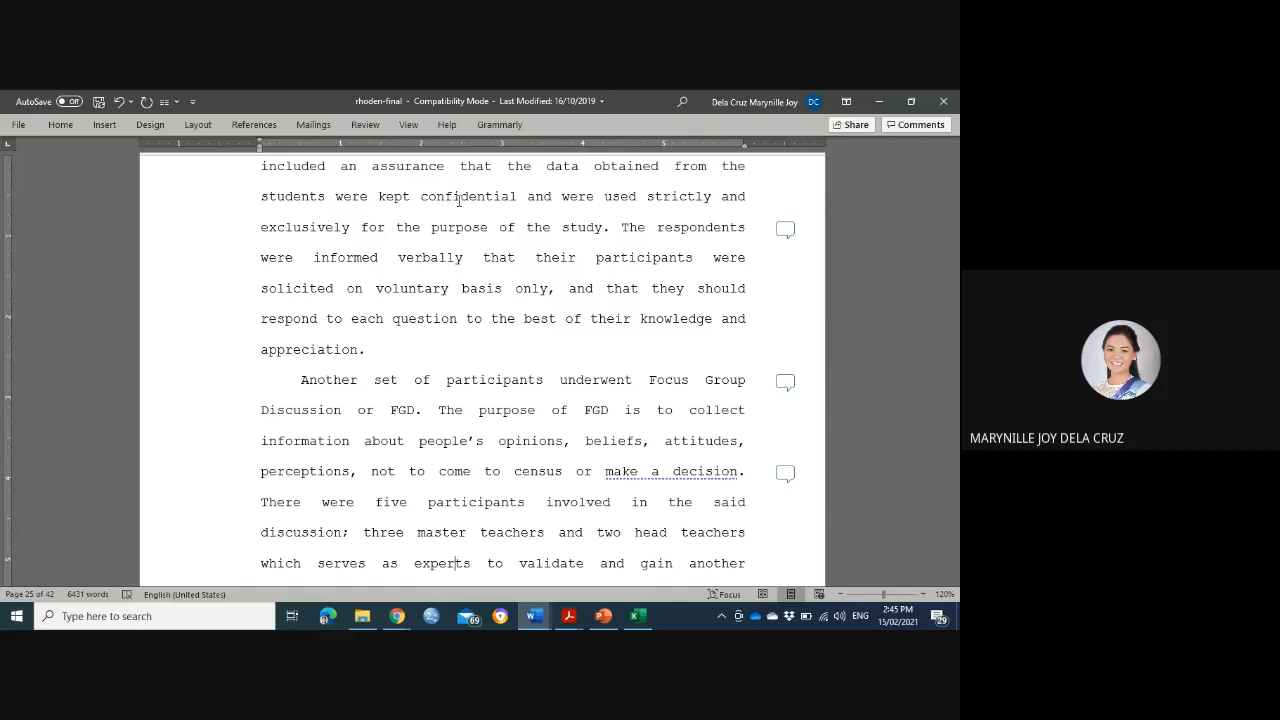 AutoSave Off
rhoden-final - Compatibility Mode - Last Modified: 16/10/2019
Dela Cruz Marynille Joy DC
File Home Insert Design Layout References Mailings Review View Help Grammarly
Share Comments
1 1 2 3 4 5
included an assurance that the data obtained from the
students were kept confidential and were used strictly and
exclusively for the purpose of the study. The respondents
were informed verbally that their participants were
solicited on voluntary basis only, and that they should
respond to each question to the best of their knowledge and
appreciation.
Another set of participants underwent Focus Group
Discussion or FGD. The purpose of FGD is to collect
information about people's opinions, beliefs, attitudes,
perceptions, not to come to census or make a decision.
There were five participants involved in the said
discussion; three master teachers and two head teachers
which serves as experts to validate and gain another
MARYNILLE JOY DELA CRUZ
Page 25 of 42 6431 words English (United States)
Focus 120%
Type here to search
69
ENG
2:45 PM
15/02/2021
29